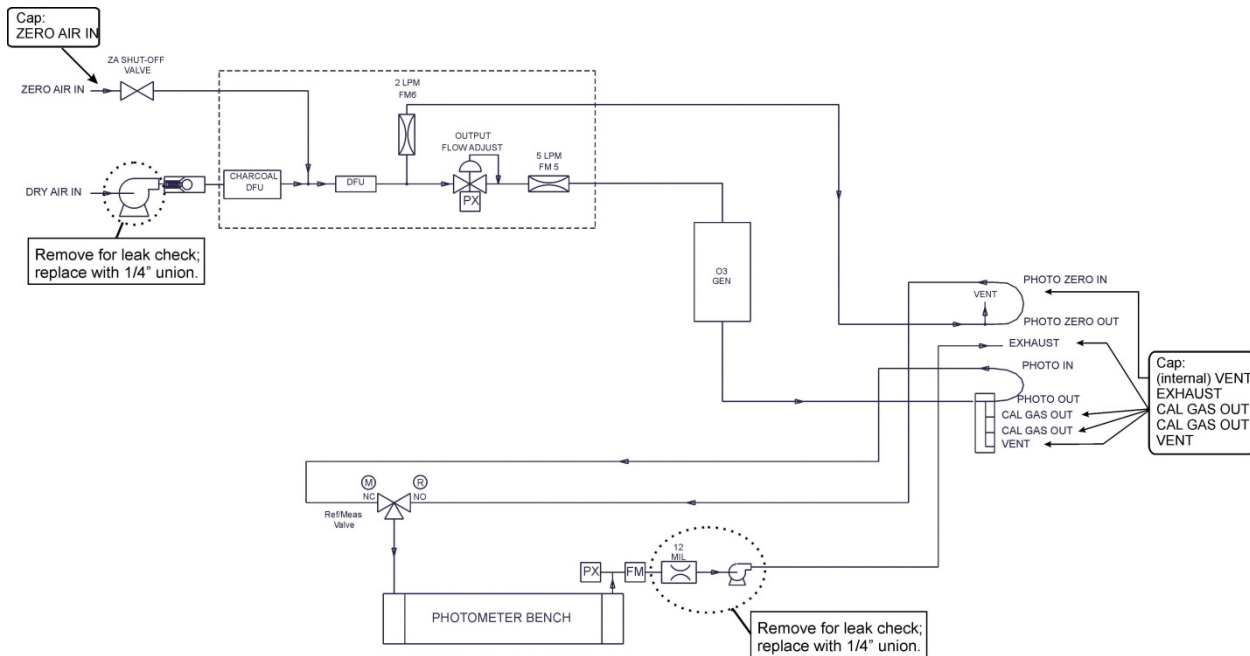 Cap:
ZERO AIR IN
ZA SHUT-OFF
VALVE
ZERO AIR IN
2 LPM
FM6
OUTPUT
FLOW ADJUST
5 LPM
FM 5
CHARCOAL
DFU
DFU
PX
DRY AIR IN
Remove for leak check;
replace with 1/4” union.
O3
GEN
PHOTO ZERO IN
VENT
PHOTO ZERO OUT
EXHAUST
PHOTO IN
PHOTO OUT
CAL GAS OUT
CAL GAS OUT
VENT
Cap:
(internal) VENT
EXHAUST
CAL GAS OUT
CAL GAS OUT
VENT
M
R
NC
NO
Ref/Meas
Valve
12
MIL
PX
FM
PHOTOMETER BENCH
Remove for leak check;
replace with 1/4” union.